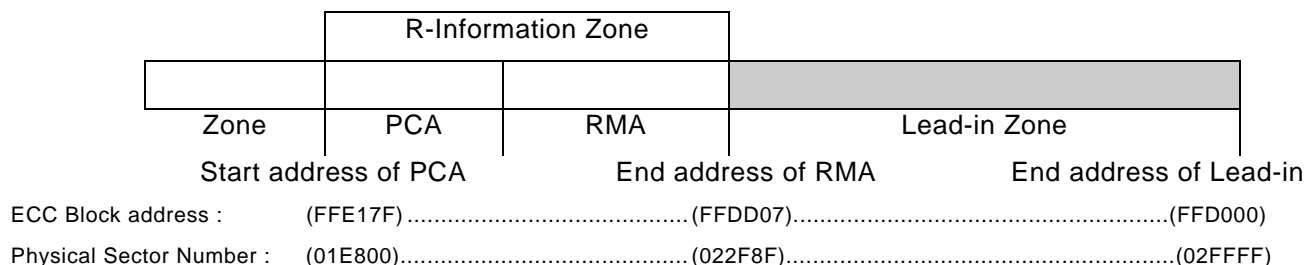 R-Information Zone
Zone PCA RMA Lead-in Zone
Start address of PCA End address of RMA End address of Lead-in
ECC Block address : (FFE17F)..........................................(FFDD07)........................................................(FFD000)
Physical Sector Number : (01E800)...........................................(022F8F)..........................................................(02FFFF)